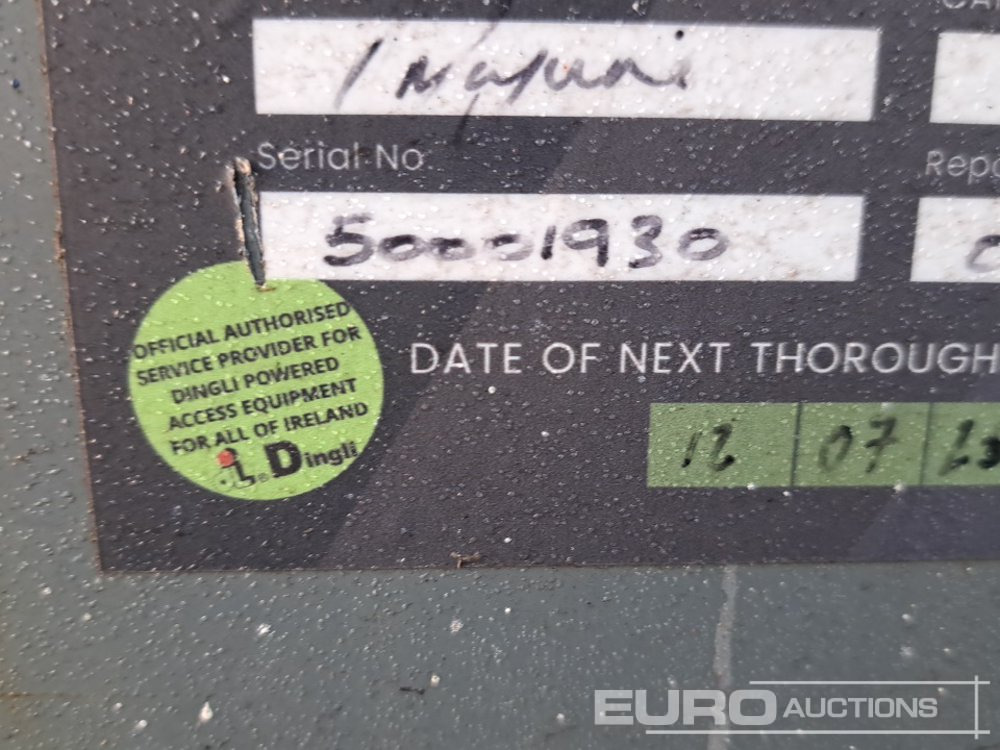 Serial No
50001930
OFFICIAL AUTHORISED
SERVICE PROVIDER FOR
DINGLI POWERED
ACCESS EQUIPMENT
FOR ALL OF IRELAND
Dingli
DATE OF NEXT THOROUGH
12 07 23
EURO AUCTIONS